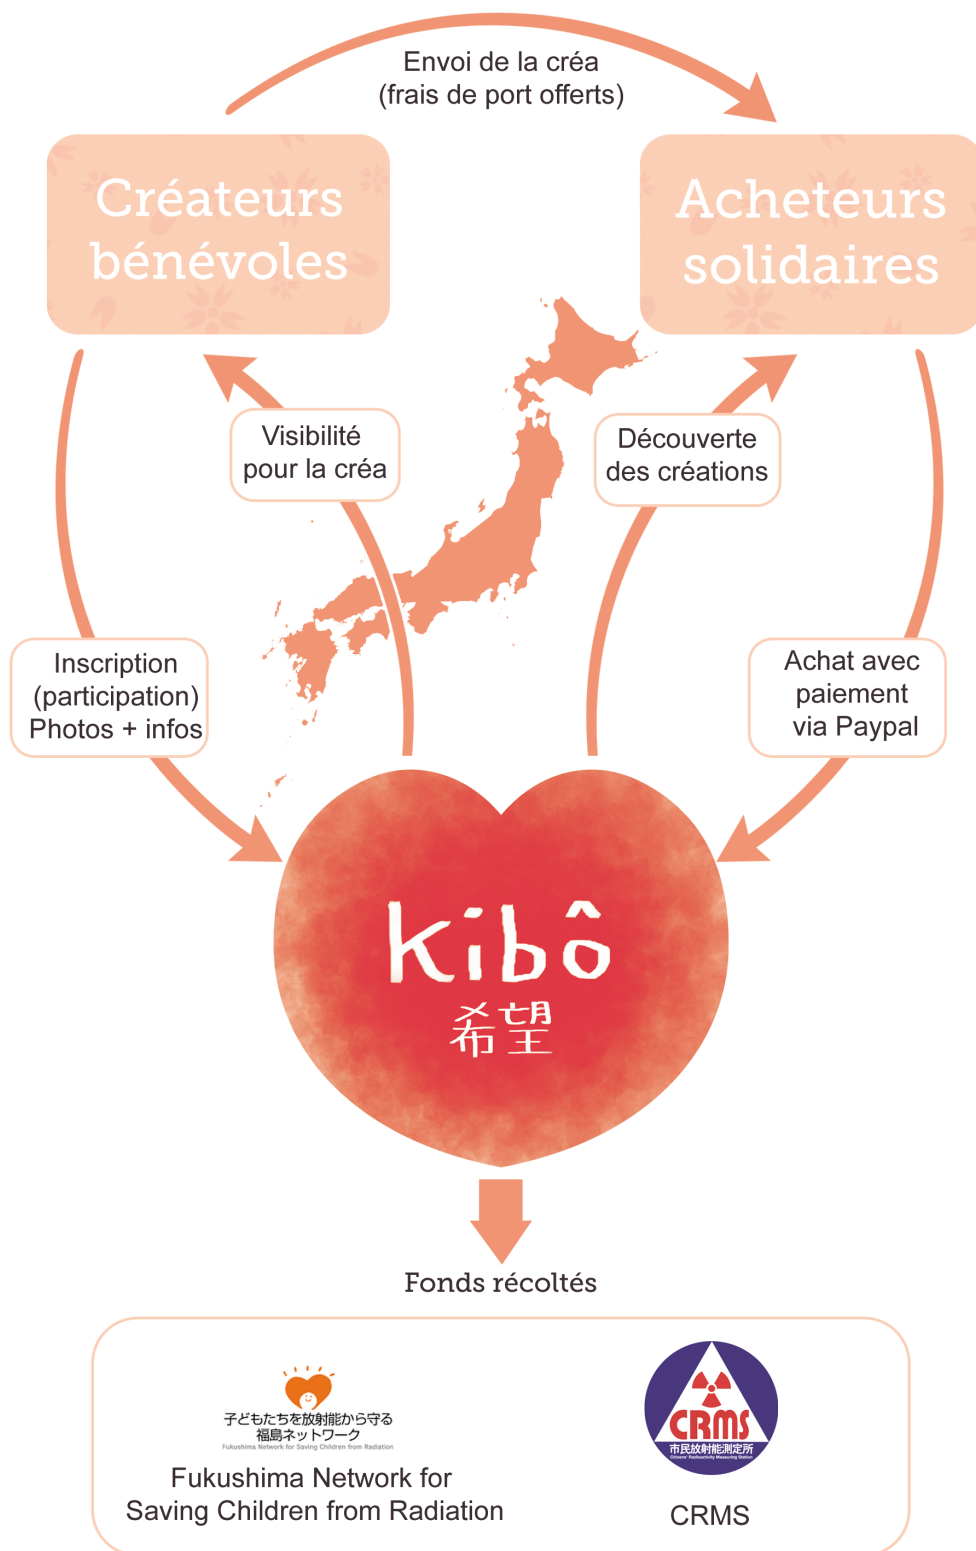 Envoi de la créa
(frais de port offerts)
Créateurs
bénévoles
Acheteurs
solidaires
Visibilité
pour la créa
Découverte
des créations
Inscription
(participation)
Photos + infos
Achat avec
paiement
via Paypal
kibô
希望
Fonds récoltés
子どもたちを放射能から守る
福島ネットワーク
Fukushima Network for Saving Children from Radiation
Fukushima Network for
Saving Children from Radiation
CRMS
市民放射能測定所
Citizens' Radioactivity Measuring Station
CRMS